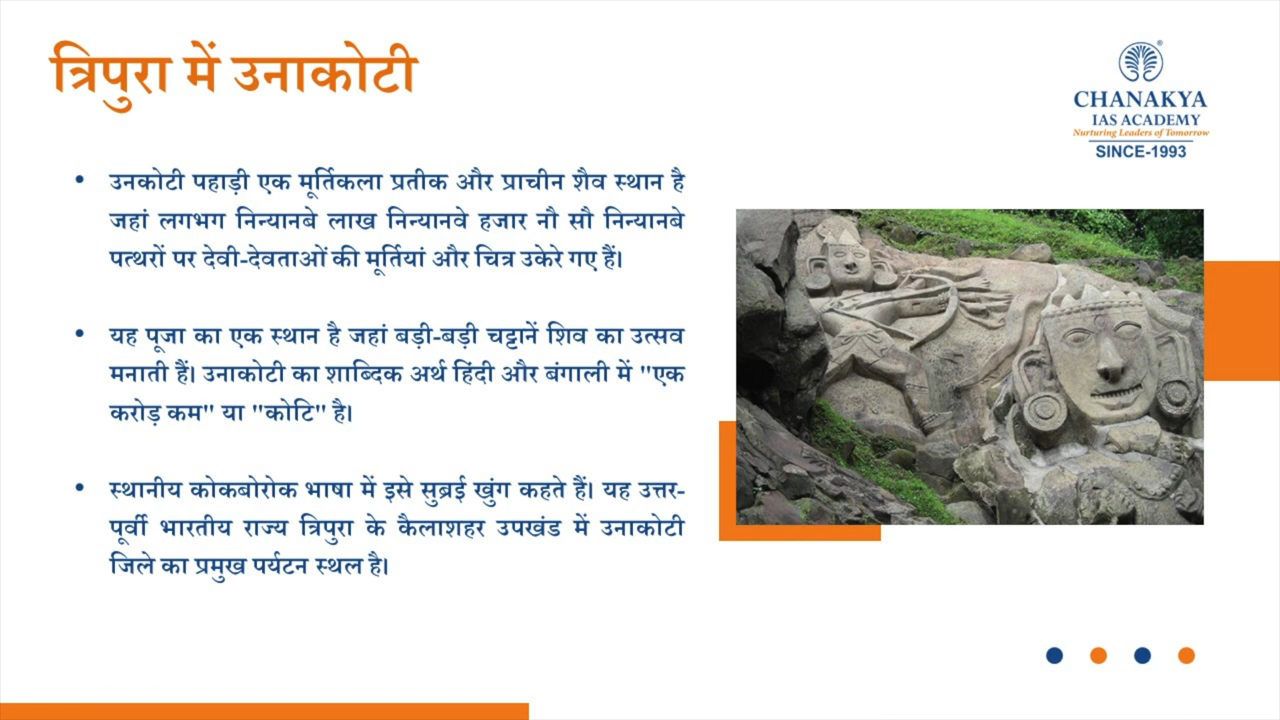 त्रिपुरा में उनाकोटी
CHANAKYA
IAS ACADEMY
Nurturing Leaders of Tomorrow
SINCE-1993
• उनकोटी पहाड़ी एक मूर्तिकला प्रतीक और प्राचीन शैव स्थान है
जहां लगभग निन्यानबे लाख निन्यानवे हजार नौ सौ निन्यानबे
पत्थरों पर देवी-देवताओं की मूर्तियां और चित्र उकेरे गए हैं।
• यह पूजा का एक स्थान है जहां बड़ी-बड़ी चट्टानें शिव का उत्सव
मनाती हैं। उनाकोटी का शाब्दिक अर्थ हिंदी और बंगाली में "एक
करोड़ कम" या "कोटि" है।
• स्थानीय कोकबोरोक भाषा में इसे सुब्रई खुंग कहते हैं। यह उत्तर-
पूर्वी भारतीय राज्य त्रिपुरा के कैलाशहर उपखंड में उनाकोटी
जिले का प्रमुख पर्यटन स्थल है।